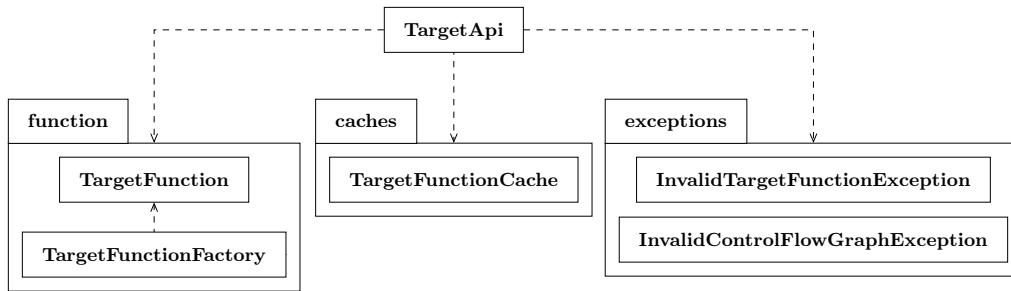 TargetApi
function
caches
exceptions
TargetFunction
TargetFunctionCache
InvalidTargetFunctionException
TargetFunctionFactory
InvalidControlFlowGraphException